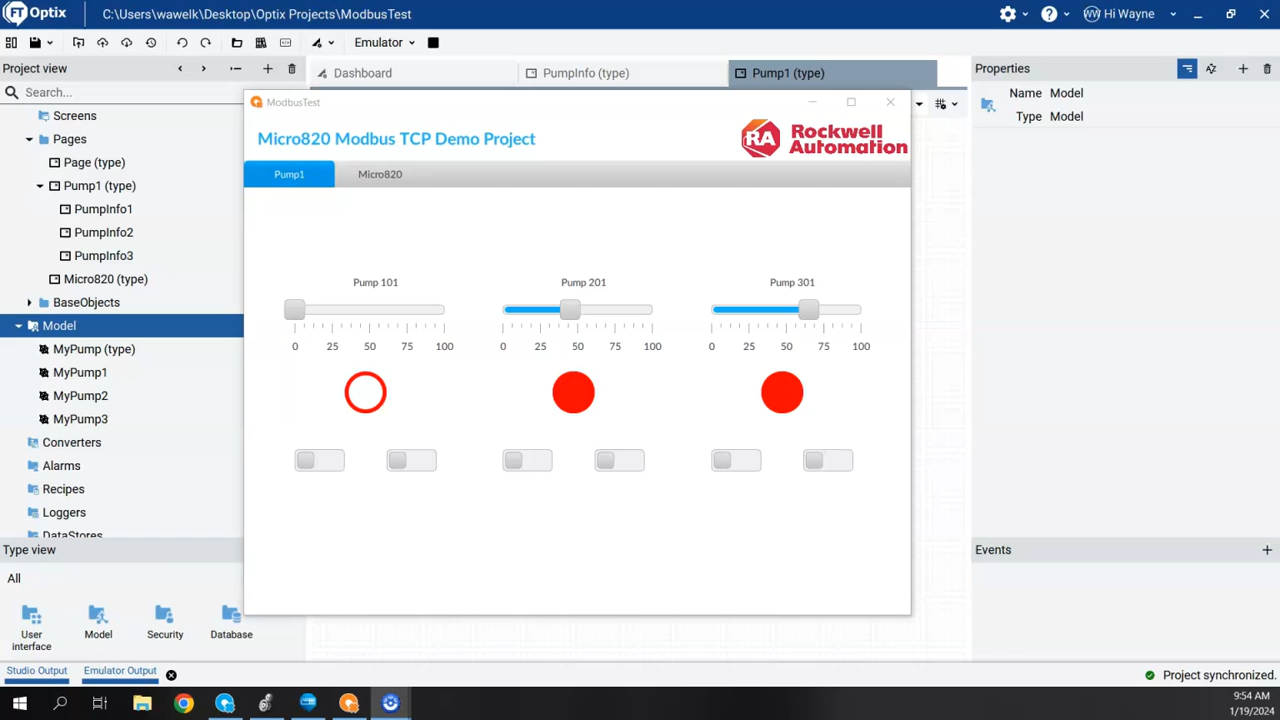 FT Optix C:\Users\wawelk\Desktop\Optix Projects\ModbusTest Hi Wayne
Emulator
Project view
Search...
Screens
Pages
Page (type)
Pump1 (type)
PumpInfo1
PumpInfo2
PumpInfo3
Micro820 (type)
BaseObjects
Model
MyPump (type)
MyPump1
MyPump2
MyPump3
Converters
Alarms
Recipes
Loggers
DataStores
Type view
All
User interface
Model
Security
Database
Studio Output Emulator Output
Dashboard PumpInfo (type) Pump1 (type)
ModbusTest
Micro820 Modbus TCP Demo Project
RA Rockwell
Automation
Pump1 Micro820
Pump 101 Pump 201 Pump 301
0 25 50 75 100 0 25 50 75 100 0 25 50 75 100
Properties
Name Model
Type Model
Events
Project synchronized.
9:54 AM
1/19/2024